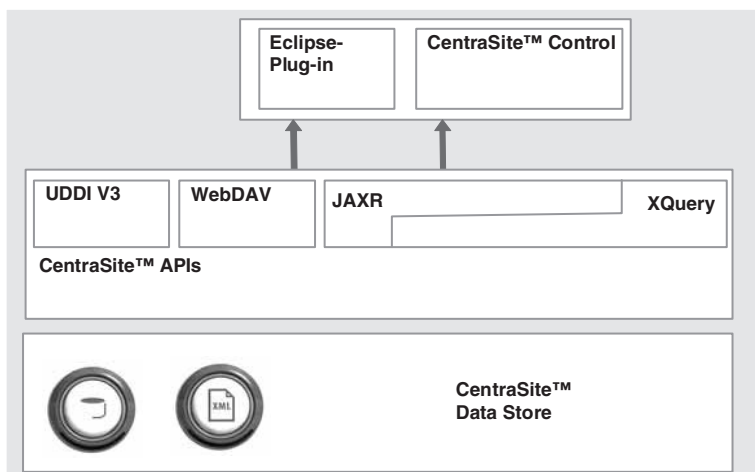 Eclipse-
Plug-in
CentraSite™ Control
UDDI V3
WebDAV
JAXR
XQuery
CentraSite™ APIs
XML
CentraSite™
Data Store